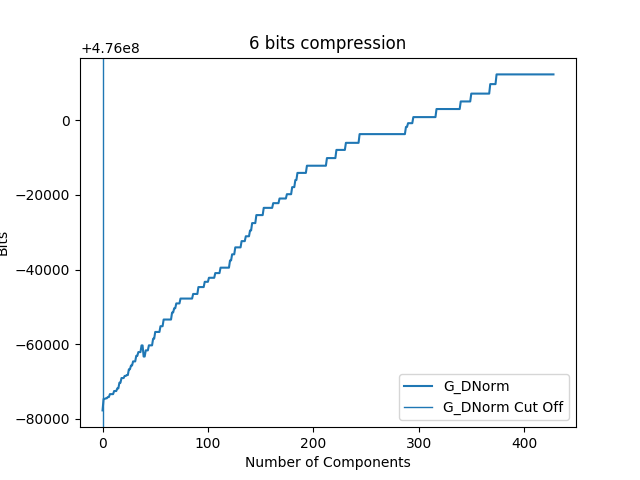 6 bits compression
+4.76e8
0
−20000
−40000
−60000
−80000
Bits
0 100 200 300 400
Number of Components
G_DNorm
G_DNorm Cut Off